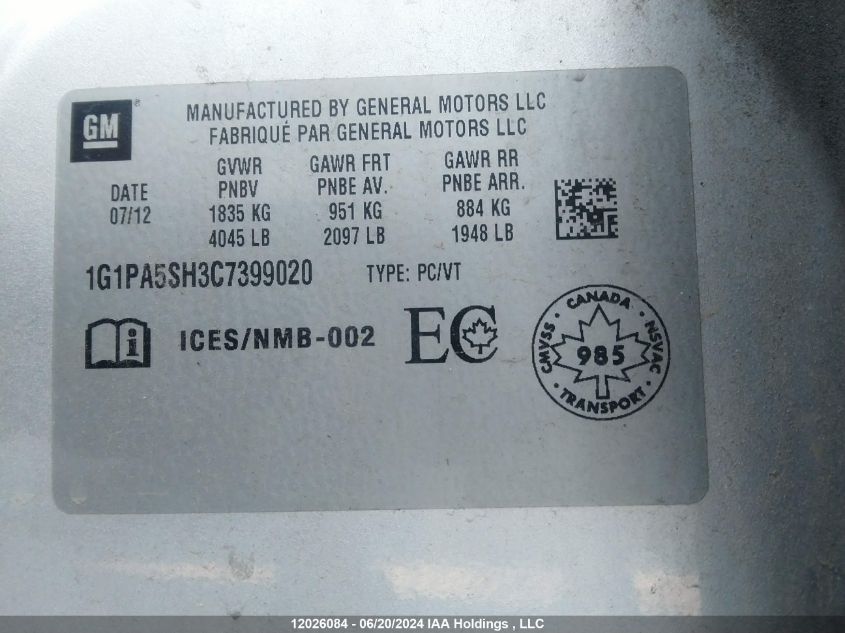 GM ®
MANUFACTURED BY GENERAL MOTORS LLC
FABRIQUÉ PAR GENERAL MOTORS LLC
GVWR GAWR FRT GAWR RR
DATE PNBV PNBE AV. PNBE ARR.
07/12 1835 KG 951 KG 884 KG
4045 LB 2097 LB 1948 LB
1G1PA5SH3C7399020 TYPE: PC/VT
i ICES/NMB-002 EC
· CANADA ·
CMVSS 985 NSVAC
· TRANSPORT ·
12026084 - 06/20/2024 IAA Holdings , LLC